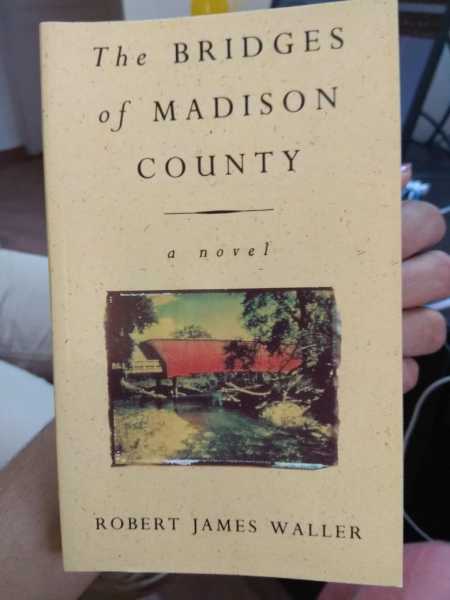 The BRIDGES
of MADISON
COUNTY
a novel
ROBERT JAMES WALLER